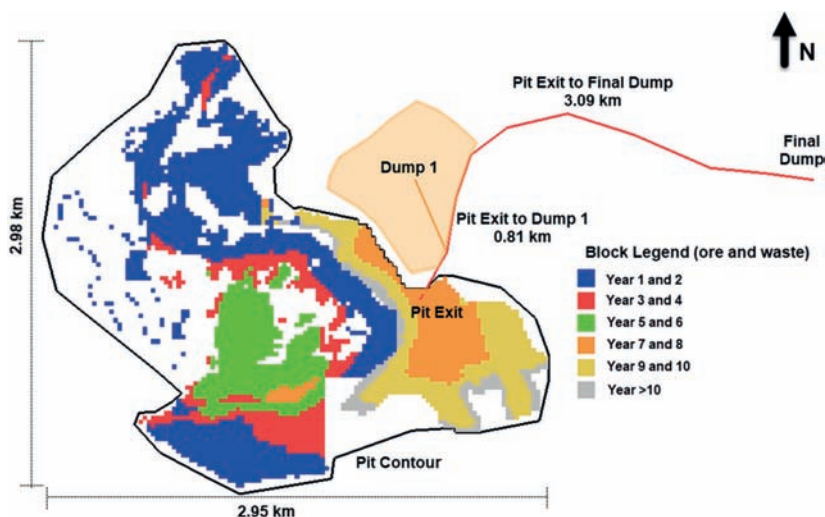 N
Pit Exit to Final Dump
3.09 km
Final
Dump
Dump 1
Pit Exit to Dump 1
0.81 km
2.98 km
Block Legend (ore and waste)
Year 1 and 2
Year 3 and 4
Year 5 and 6
Year 7 and 8
Year 9 and 10
Year >10
Pit Exit
Pit Contour
2.95 km